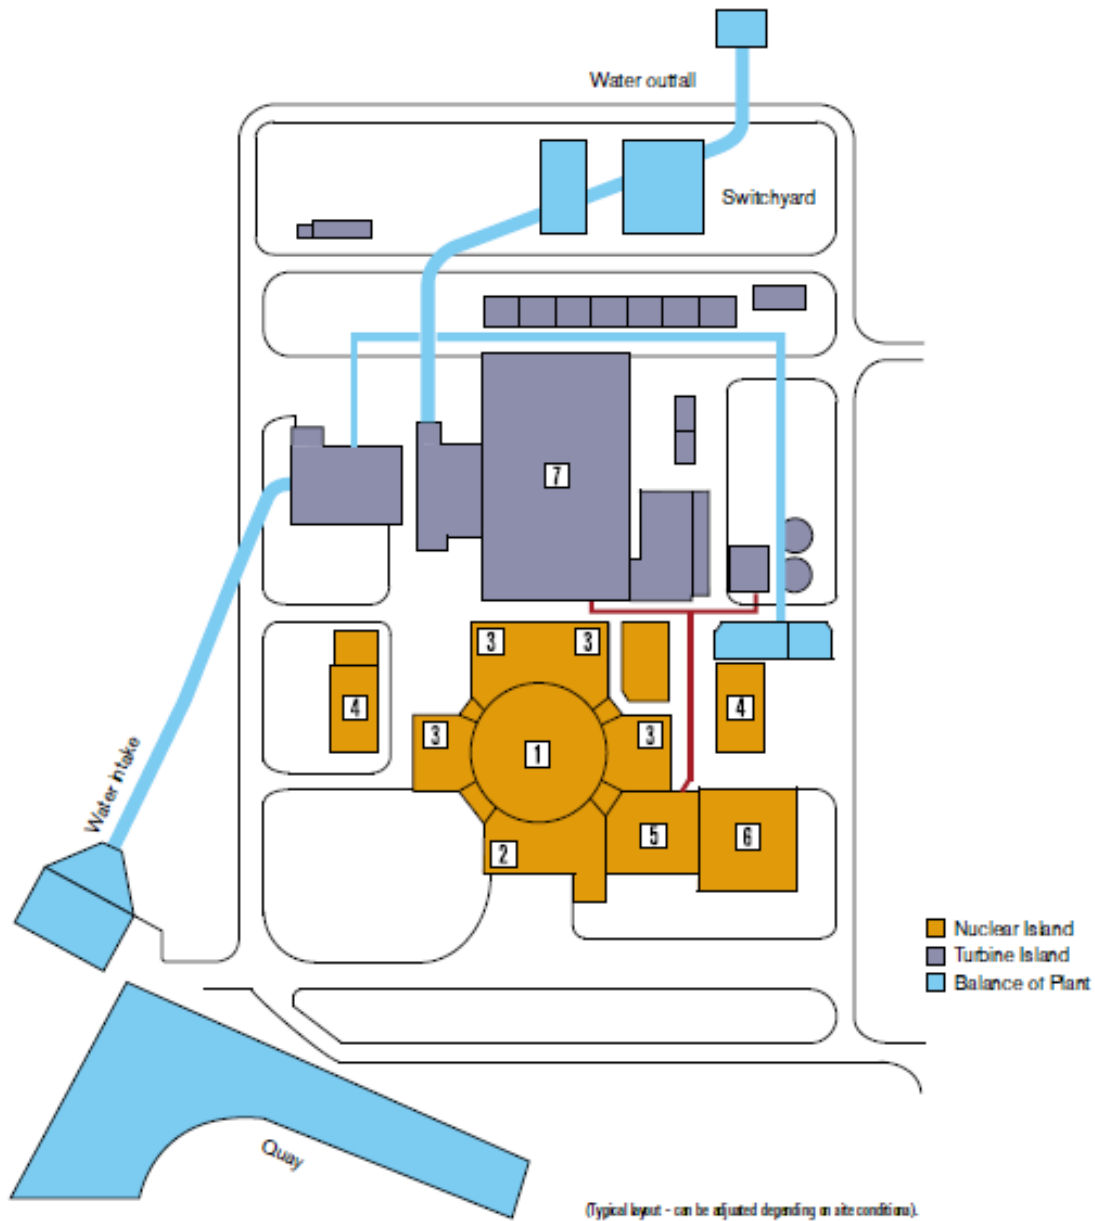 Water outfall
Switchyard
7
3 3
4
4
3
3
1
Water intake
2
5
6
Nuclear Island
Turbine Island
Balance of Plant
Quay
(Typical layout - can be adjusted depending on site conditions).